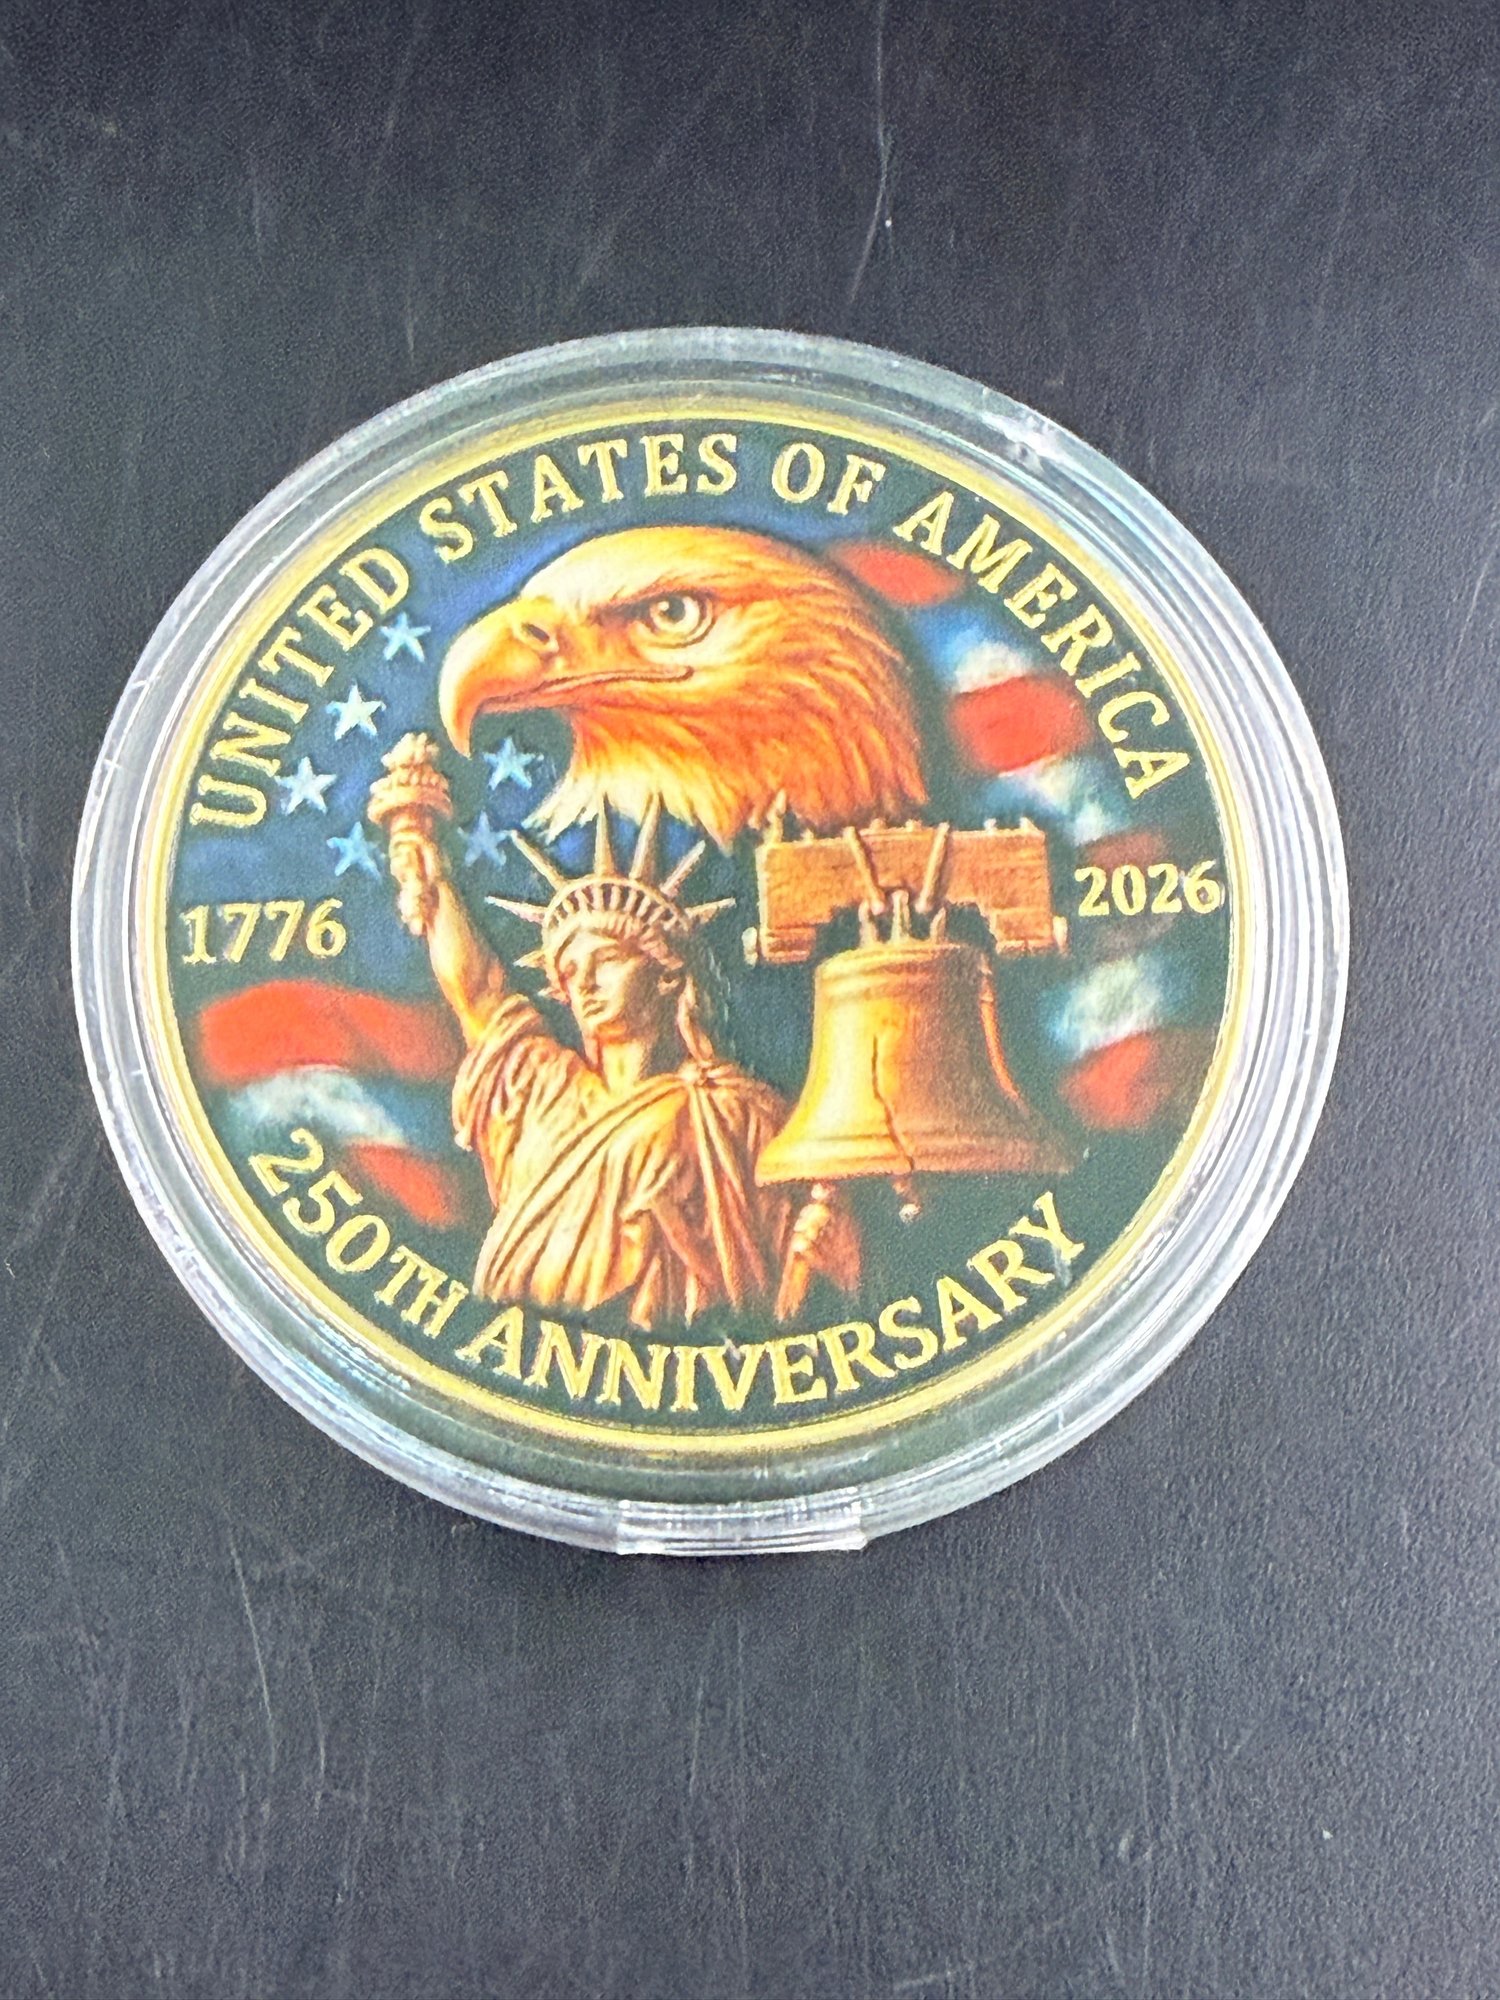 UNITED STATES OF AMERICA
1776
2026
250TH ANNIVERSARY